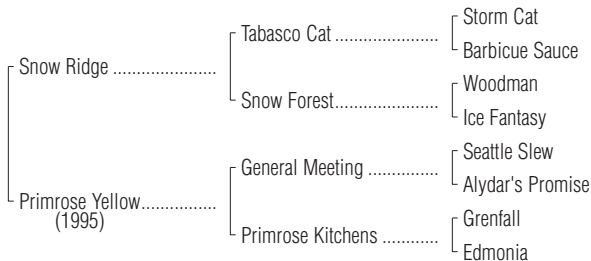 Storm Cat
Tabasco Cat ......................
Barbicue Sauce
Snow Ridge ......................
Woodman
Snow Forest......................
Ice Fantasy
Seattle Slew
General Meeting ...............
Alydar's Promise
Primrose Yellow................
(1995)
Grenfall
Primrose Kitchens ............
Edmonia